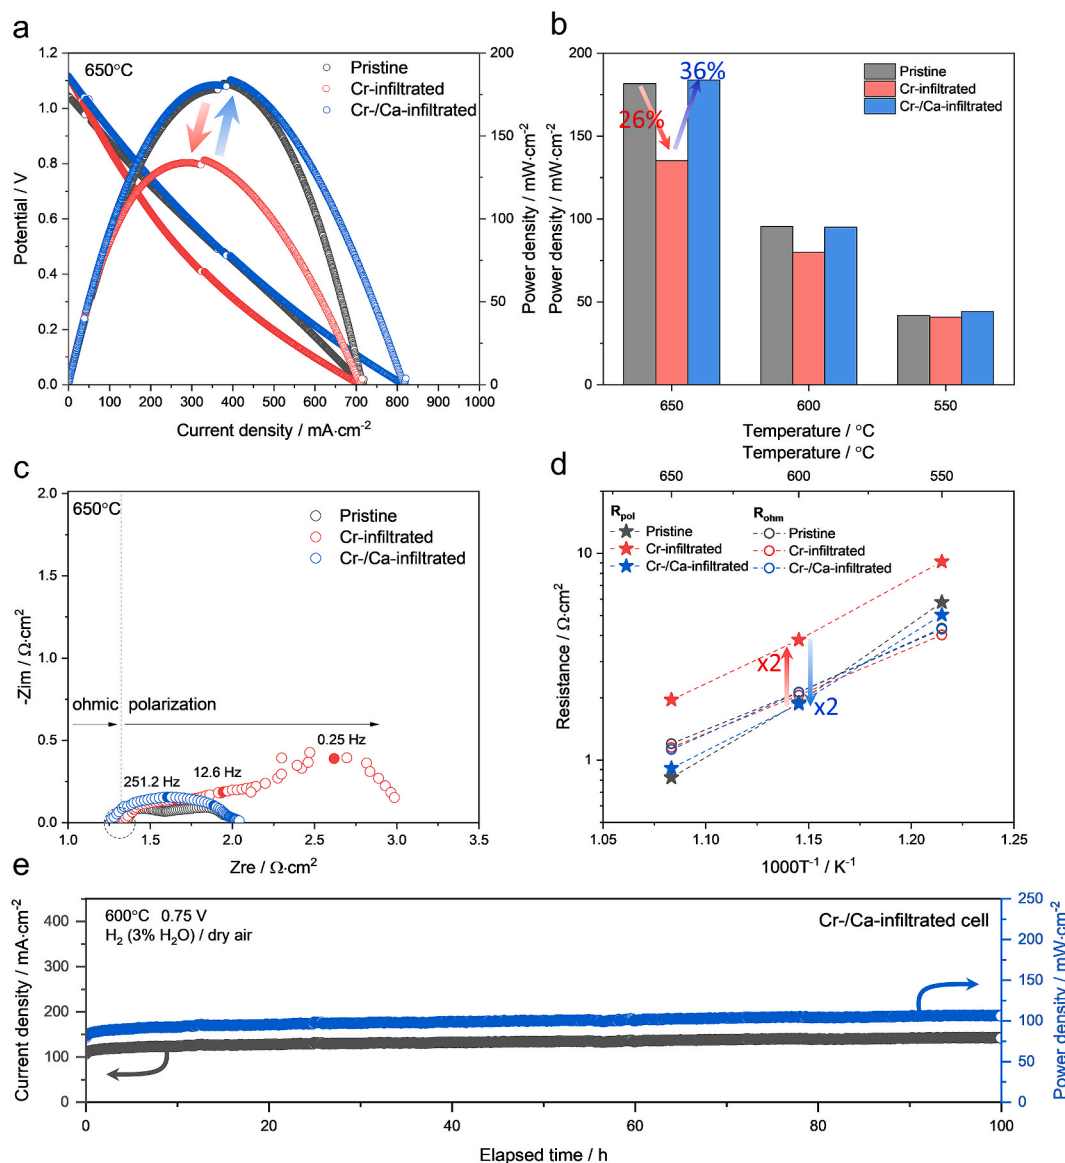 a
650°C
Pristine
Cr-infiltrated
Cr-/Ca-infiltrated
1.2
1.0
0.8
0.6
0.4
0.2
0.0
Potential / V
200
150
100
50
0
Power density / mW·cm-2
0 100 200 300 400 500 600 700 800 900 1000
Current density / mA·cm-2
b
200
150
100
50
0
Power density / mW·cm-2
26%
36%
Pristine
Cr-infiltrated
Cr-/Ca-infiltrated
650 600 550
Temperature / °C
c
650°C
Pristine
Cr-infiltrated
Cr-/Ca-infiltrated
2.0
1.5
1.0
0.5
0.0
-Zim / Ω·cm2
ohmic
polarization
251.2 Hz
12.6 Hz
0.25 Hz
1.0 1.5 2.0 2.5 3.0 3.5
Zre / Ω·cm2
d
Temperature / °C
650 600 550
Rpol
Pristine
Cr-infiltrated
Cr-/Ca-infiltrated
Rohm
Pristine
Cr-infiltrated
Cr-/Ca-infiltrated
10
1
Resistance / Ω·cm2
x2
x2
1.05 1.10 1.15 1.20 1.25
1000T-1 / K-1
e
600°C 0.75 V
H2 (3% H2O) / dry air
Cr-/Ca-infiltrated cell
400
300
200
100
0
Current density / mA·cm-2
250
200
150
100
50
0
Power density / mW·cm-2
0 20 40 60 80 100
Elapsed time / h